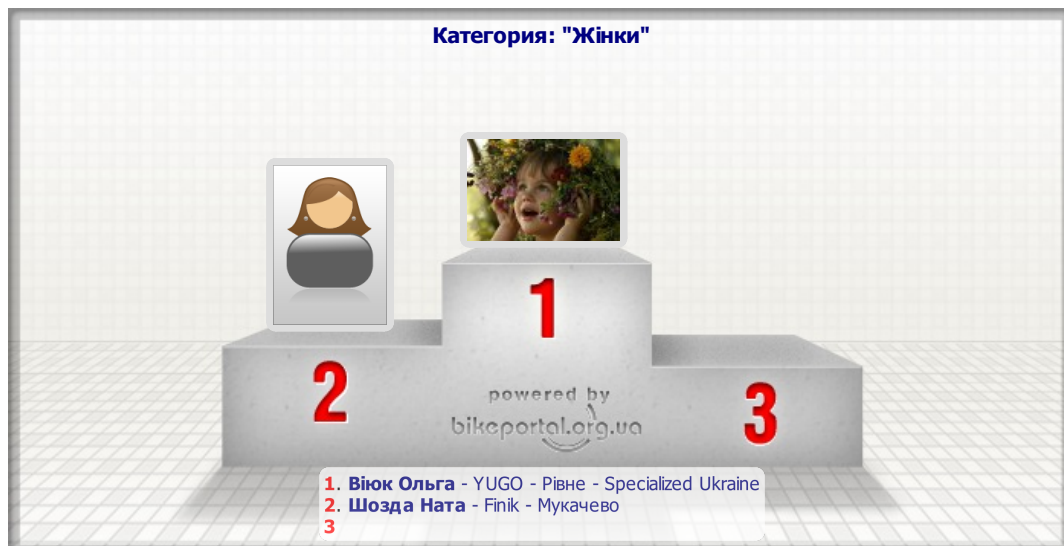 Категория: "Жінки"
1
2
3
powered by
bikeportal.org.ua
1. Віюк Ольга - YUGO - Рівне - Specialized Ukraine
2. Шозда Ната - Finik - Мукачево
3